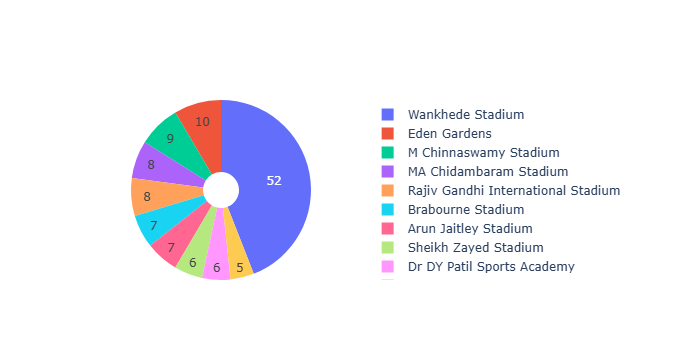 10
9
52
8
8
7
7
6
6
5
Wankhede Stadium
Eden Gardens
M Chinnaswamy Stadium
MA Chidambaram Stadium
Rajiv Gandhi International Stadium
Brabourne Stadium
Arun Jaitley Stadium
Sheikh Zayed Stadium
Dr DY Patil Sports Academy